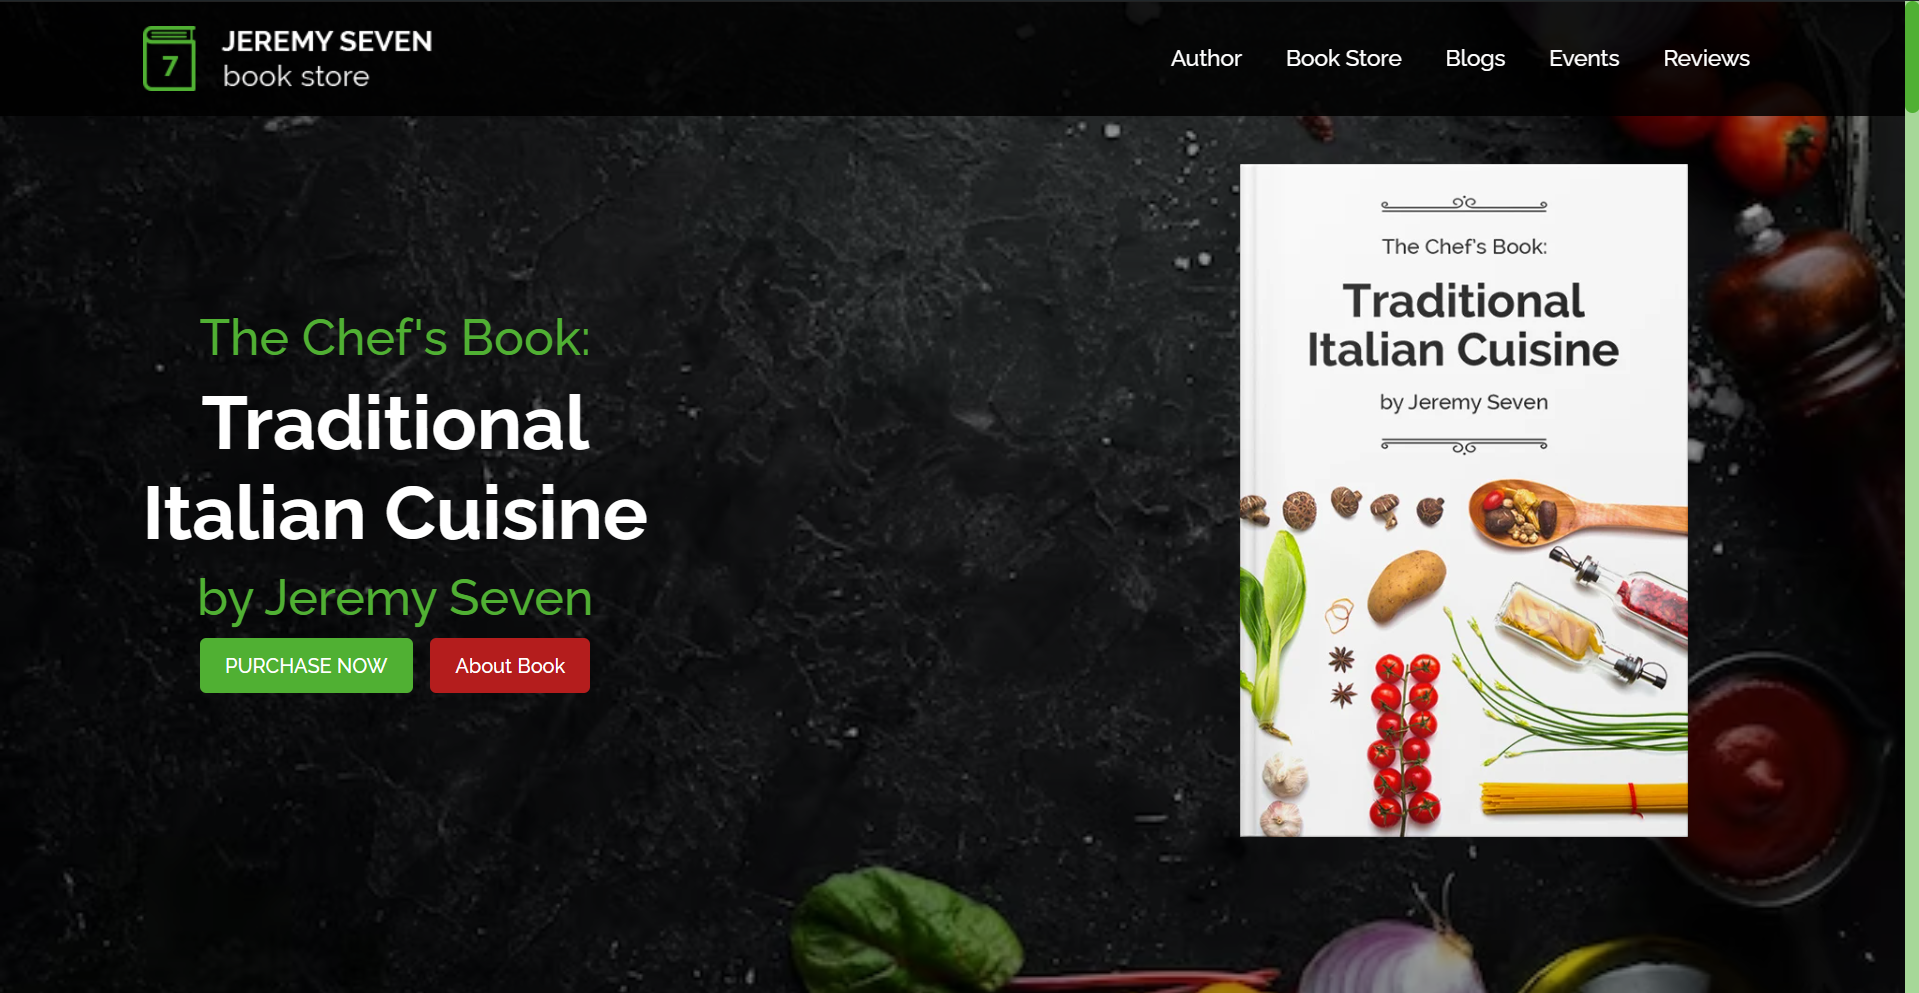 7
JEREMY SEVEN
book store
Author
Book Store
Blogs
Events
Reviews
The Chef's Book:
Traditional
Italian Cuisine
by Jeremy Seven
PURCHASE NOW
About Book
The Chef's Book:
Traditional
Italian Cuisine
by Jeremy Seven